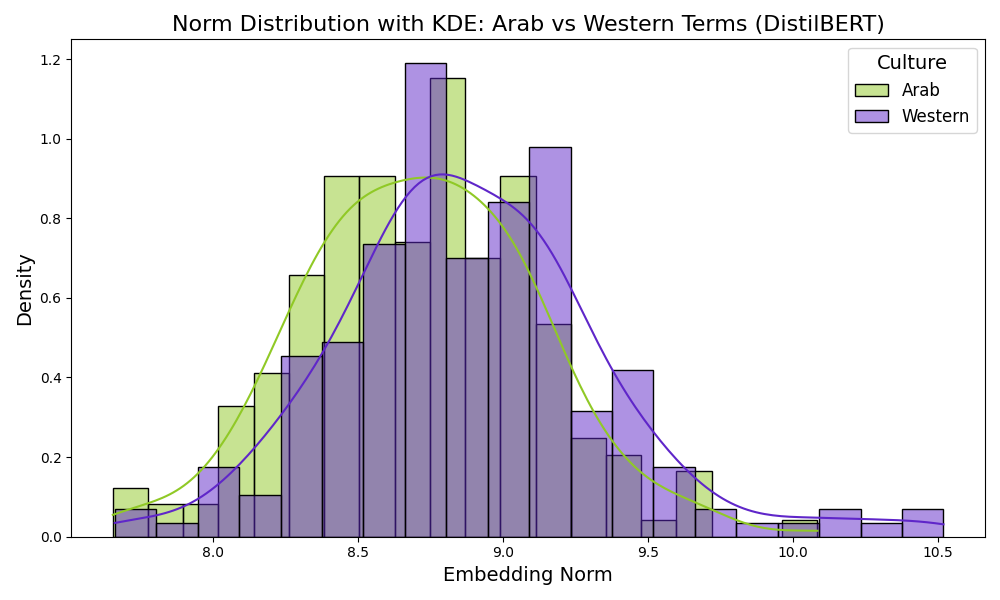 Norm Distribution with KDE: Arab vs Western Terms (DistilBERT)
Culture
Arab
Western
Density
1.2
1.0
0.8
0.6
0.4
0.2
0.0
8.0 8.5 9.0 9.5 10.0 10.5
Embedding Norm